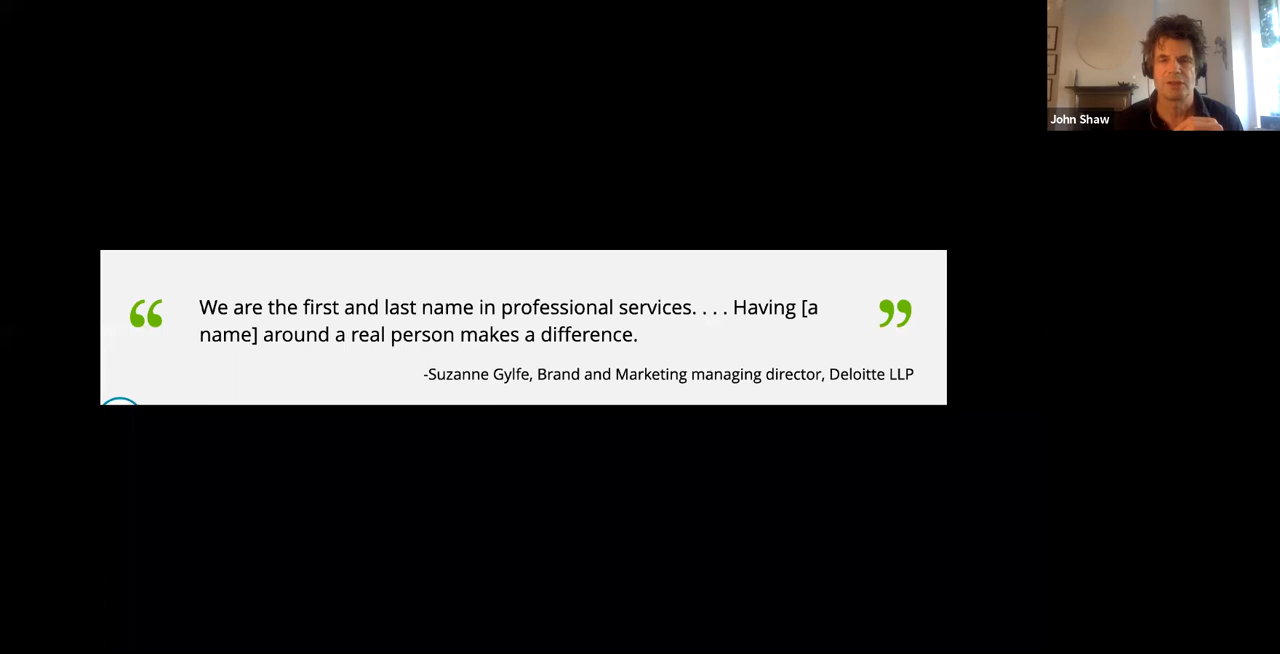 John Shaw
“ We are the first and last name in professional services. . . . Having [a ”
name] around a real person makes a difference.
-Suzanne Gylfe, Brand and Marketing managing director, Deloitte LLP